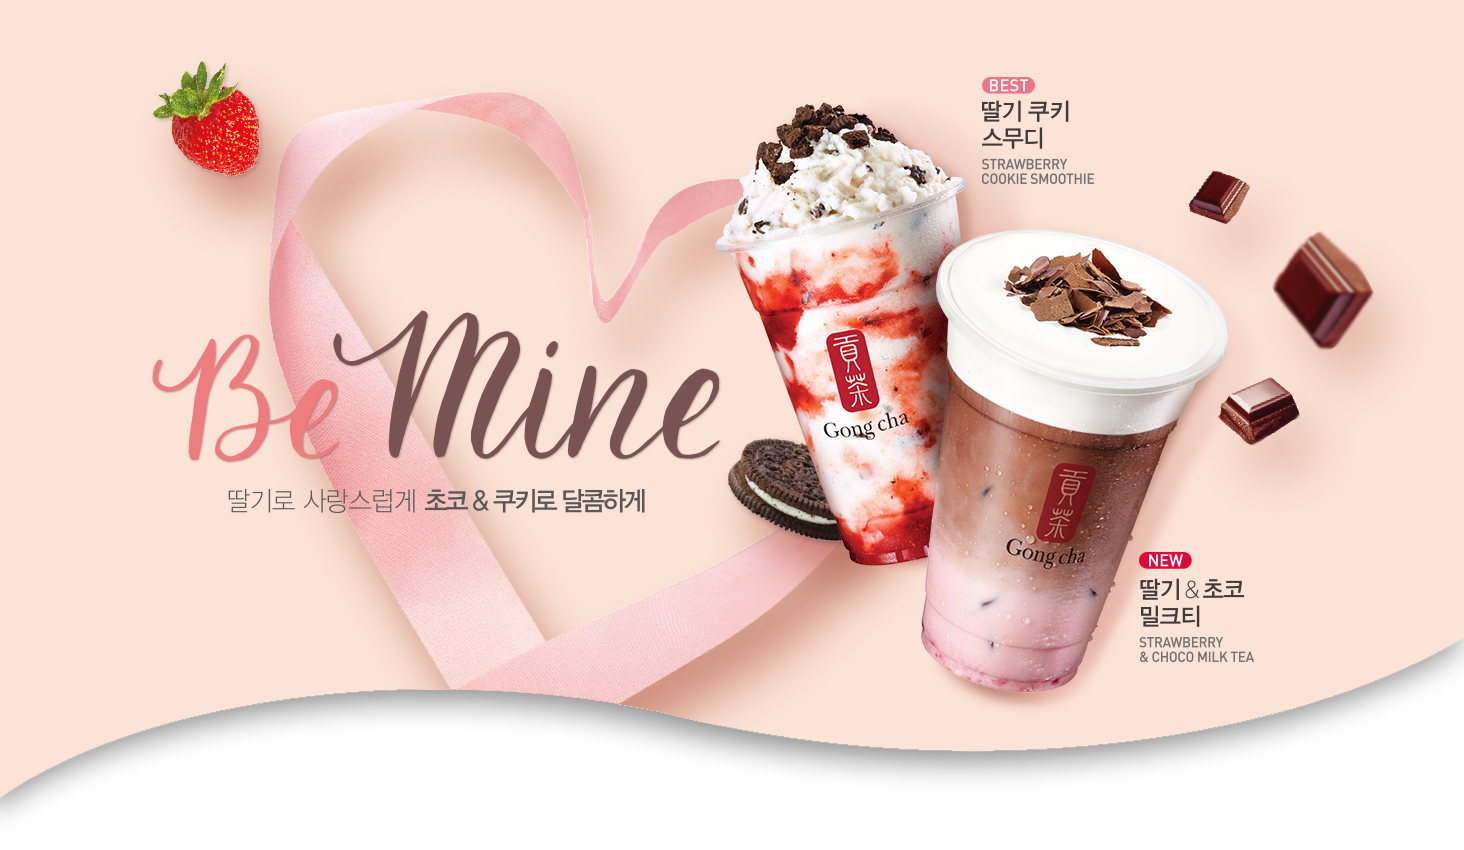 Be Mine
딸기로 사랑스럽게 초코 & 쿠키로 달콤하게
BEST
딸기 쿠키
스무디
STRAWBERRY
COOKIE SMOOTHIE
貢茶
Gong cha
貢茶
Gong cha
NEW
딸기 & 초코
밀크티
STRAWBERRY
& CHOCO MILK TEA